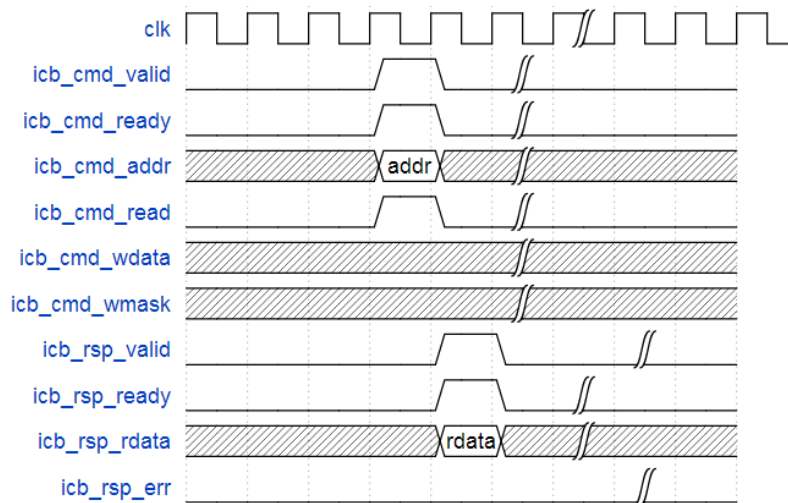 clk
icb_cmd_valid
icb_cmd_ready
icb_cmd_addr
addr
icb_cmd_read
icb_cmd_wdata
icb_cmd_wmask
icb_rsp_valid
icb_rsp_ready
icb_rsp_rdata
rdata
icb_rsp_err